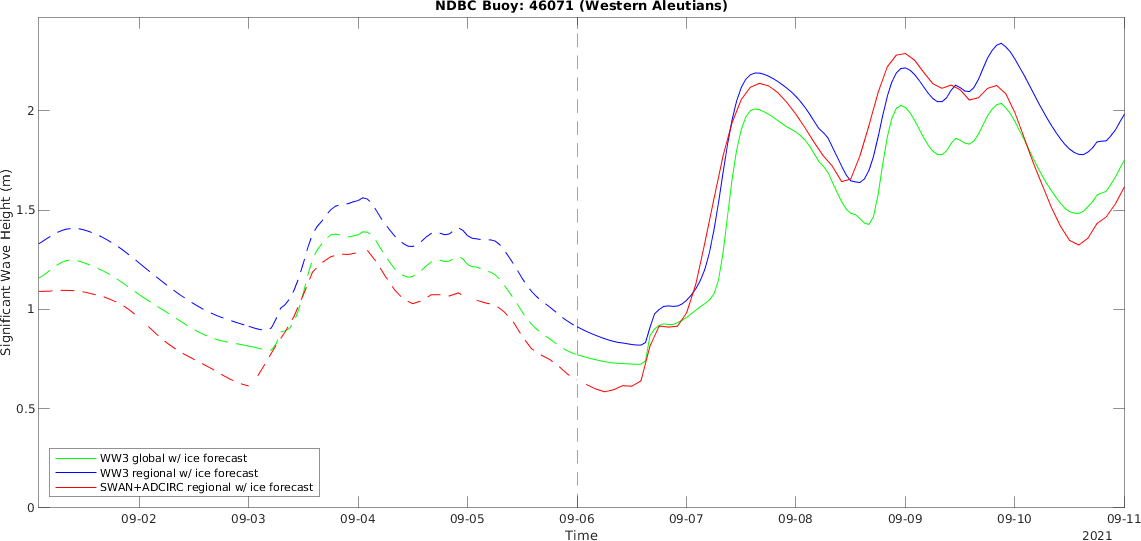 NDBC Buoy: 46071 (Western Aleutians)
Significant Wave Height (m)
2
1.5
1
0.5
0
WW3 global w/ ice forecast
WW3 regional w/ ice forecast
SWAN+ADCIRC regional w/ ice forecast
09-02 09-03 09-04 09-05 09-06 09-07 09-08 09-09 09-10 09-11
Time
2021